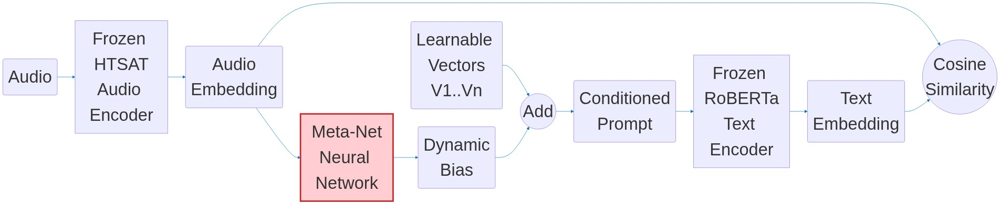 Audio
Frozen
HTSAT
Audio
Encoder
Audio
Embedding
Meta-Net
Neural
Network
Learnable
Vectors
V1..Vn
Dynamic
Bias
Add
Conditioned
Prompt
Frozen
RoBERTa
Text
Encoder
Text
Embedding
Cosine
Similarity